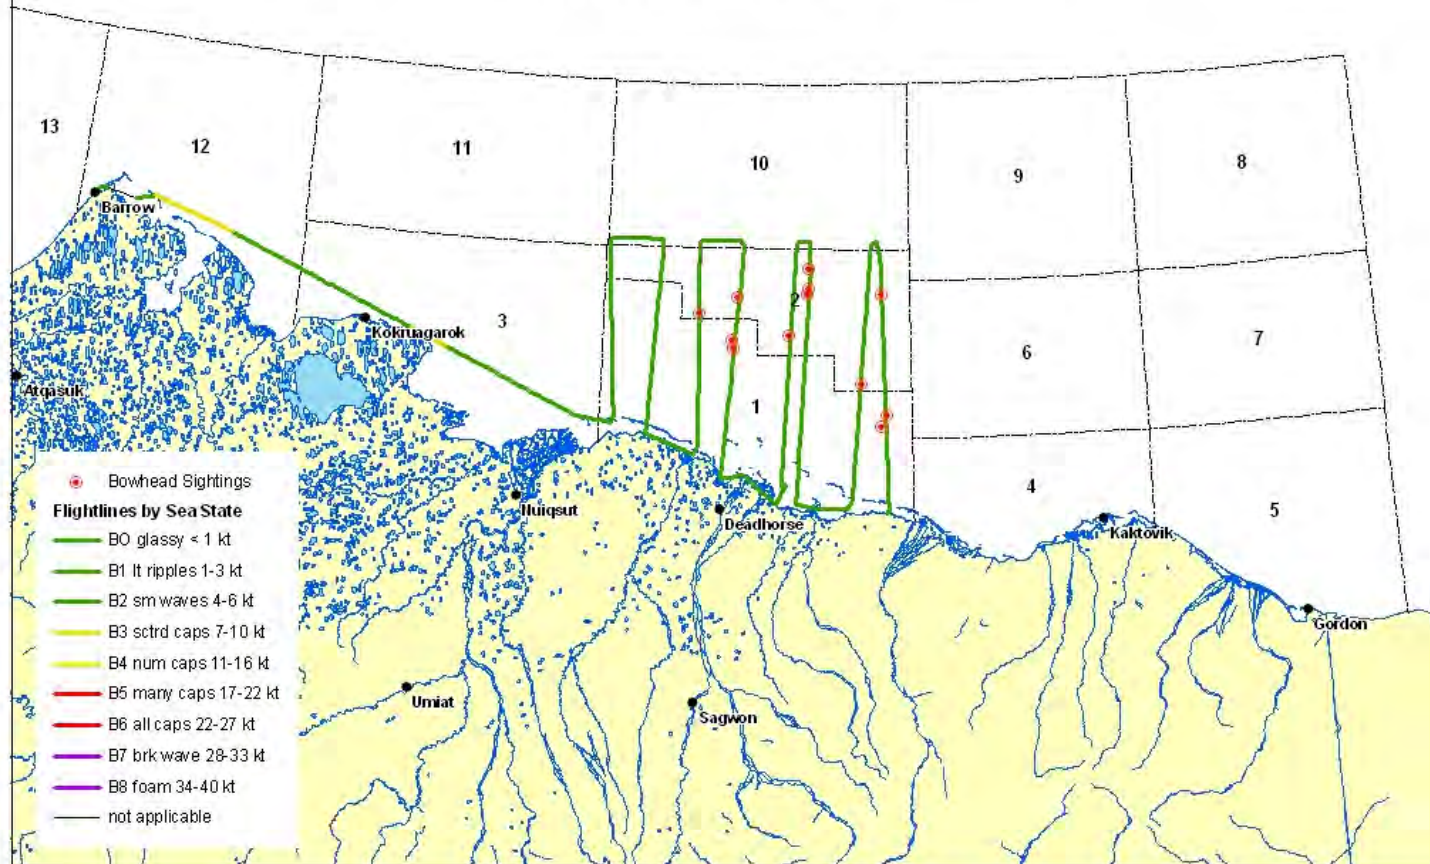 13
12
11
10
9
8
Barrow
3
2
Kokruagarok
6
7
Atqasuk
1
Bowhead Sightings
Flightlines by Sea State
B0 glassy < 1 kt
B1 lt ripples 1-3 kt
B2 sm waves 4-6 kt
B3 sctrd caps 7-10 kt
B4 num caps 11-16 kt
B5 many caps 17-22 kt
B6 all caps 22-27 kt
B7 brk wave 28-33 kt
B8 foam 34-40 kt
not applicable
4
5
Nuiqsut
Deadhorse
Kaktovik
Gordon
Umiat
Sagwon